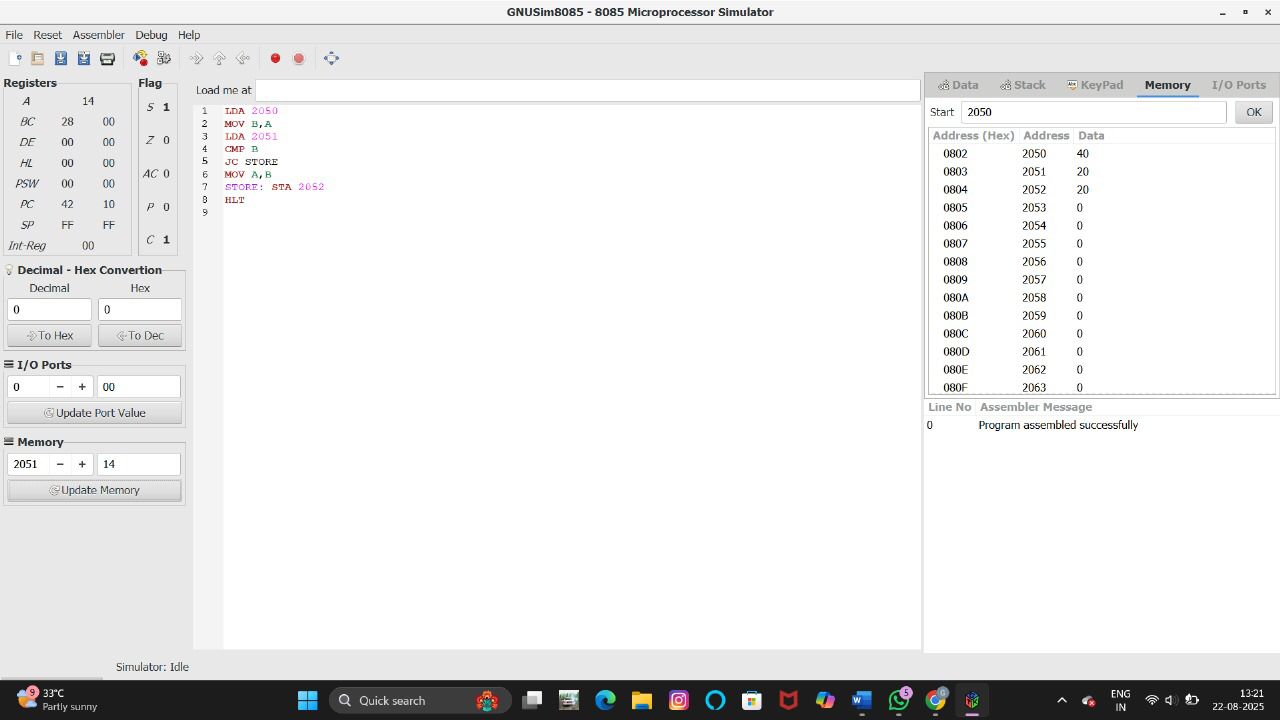 GNUSim8085 - 8085 Microprocessor Simulator
File Reset Assembler Debug Help
Registers
A 14
BC 28 00
DE 00 00
HL 00 00
PSW 00 00
PC 42 10
SP FF FF
Int-Reg 00
Flag
S 1
Z 0
AC 0
P 0
C 1
Decimal - Hex Convertion
Decimal Hex
0 0
To Hex To Dec
I/O Ports
0 − + 00
Update Port Value
Memory
2051 − + 14
Update Memory
Load me at
1 LDA 2050
2 MOV B,A
3 LDA 2051
4 CMP B
5 JC STORE
6 MOV A,B
7 STORE: STA 2052
8 HLT
9
Data Stack KeyPad Memory I/O Ports
Start 2050 OK
Address (Hex) Address Data
0802 2050 40
0803 2051 20
0804 2052 20
0805 2053 0
0806 2054 0
0807 2055 0
0808 2056 0
0809 2057 0
080A 2058 0
080B 2059 0
080C 2060 0
080D 2061 0
080E 2062 0
080F 2063 0
Line No Assembler Message
0 Program assembled successfully
Simulator: Idle
9
33°C
Partly sunny
Quick search
5
G
ENG
IN
13:21
22-08-2025